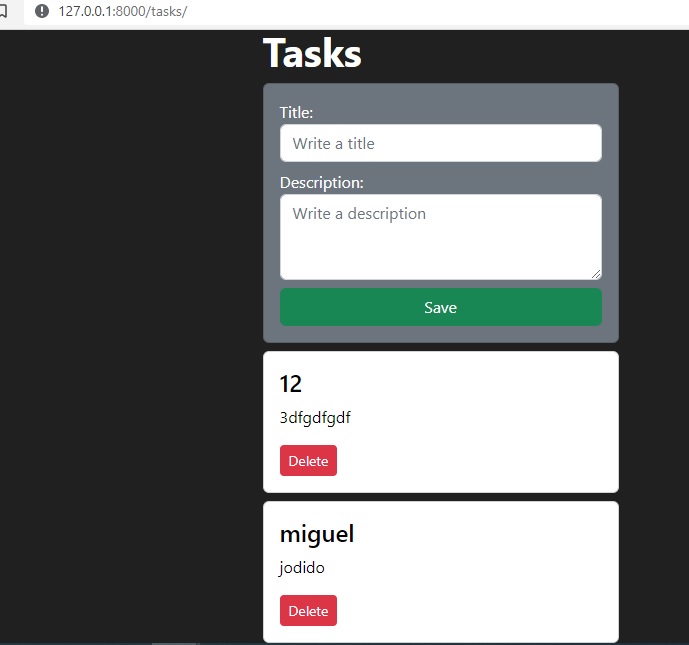 127.0.0.1:8000/tasks/
Tasks
Title:
Write a title
Description:
Write a description
Save
12
3dfgdfgdf
Delete
miguel
jodido
Delete